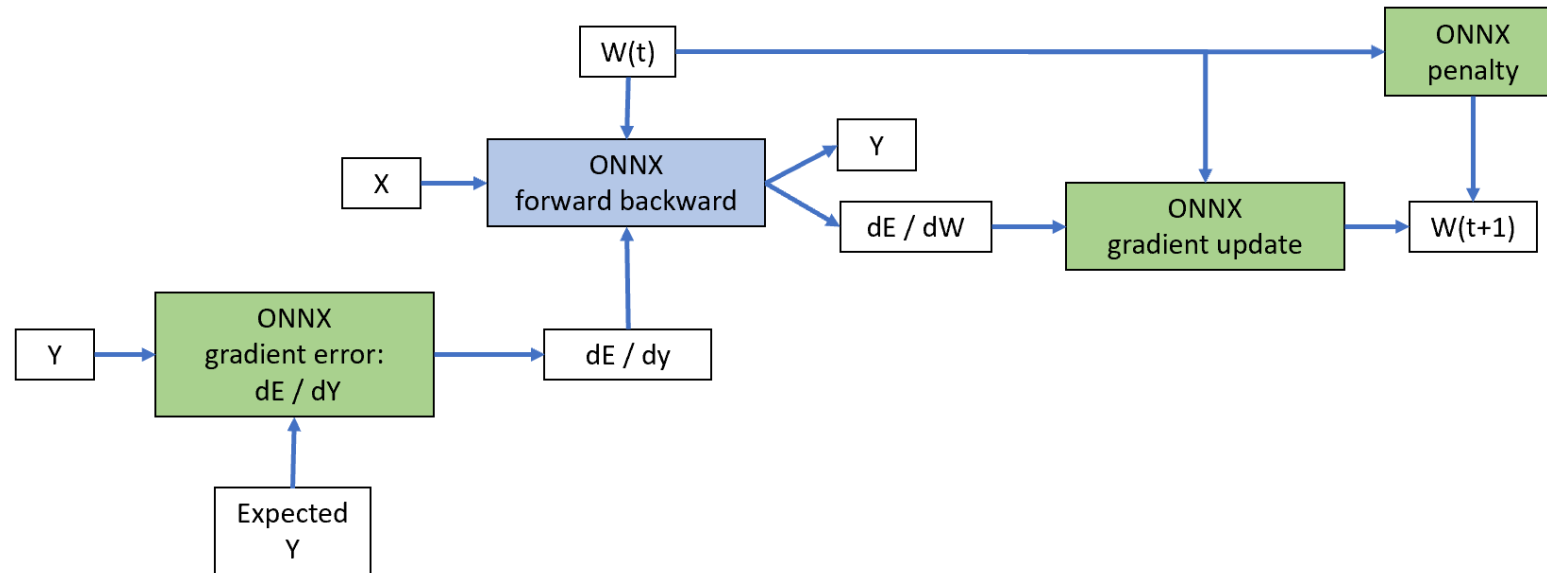 W(t)
ONNX
penalty
ONNX
forward backward
X
Y
dE / dW
ONNX
gradient update
W(t+1)
Y
ONNX
gradient error:
dE / dY
dE / dy
Expected
Y